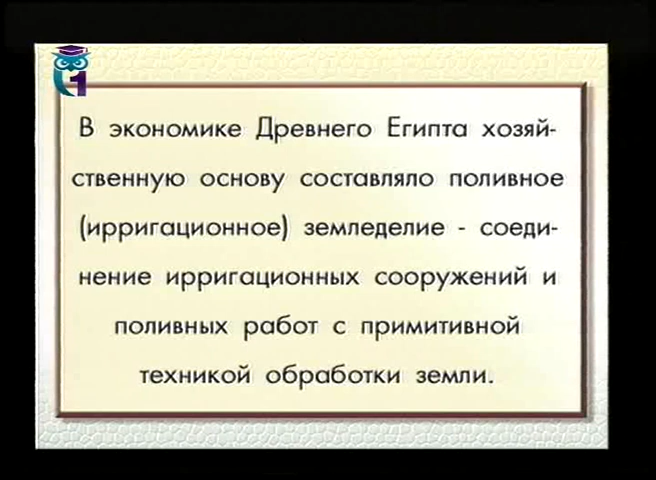 1
В экономике Древнего Египта хозяй-
ственную основу составляло поливное
(ирригационное) земледелие - соеди-
нение ирригационных сооружений и
поливных работ с примитивной
техникой обработки земли.